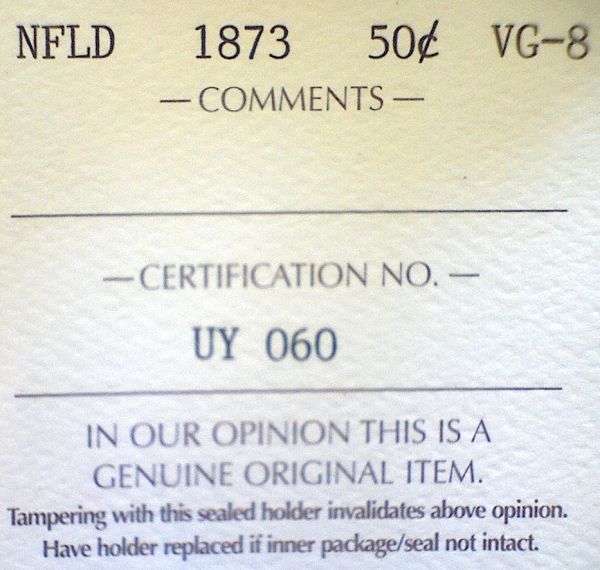 NFLD 1873 50¢ VG-8
— COMMENTS —
— CERTIFICATION NO. —
UY 060
IN OUR OPINION THIS IS A
GENUINE ORIGINAL ITEM.
Tampering with this sealed holder invalidates above opinion.
Have holder replaced if inner package/seal not intact.